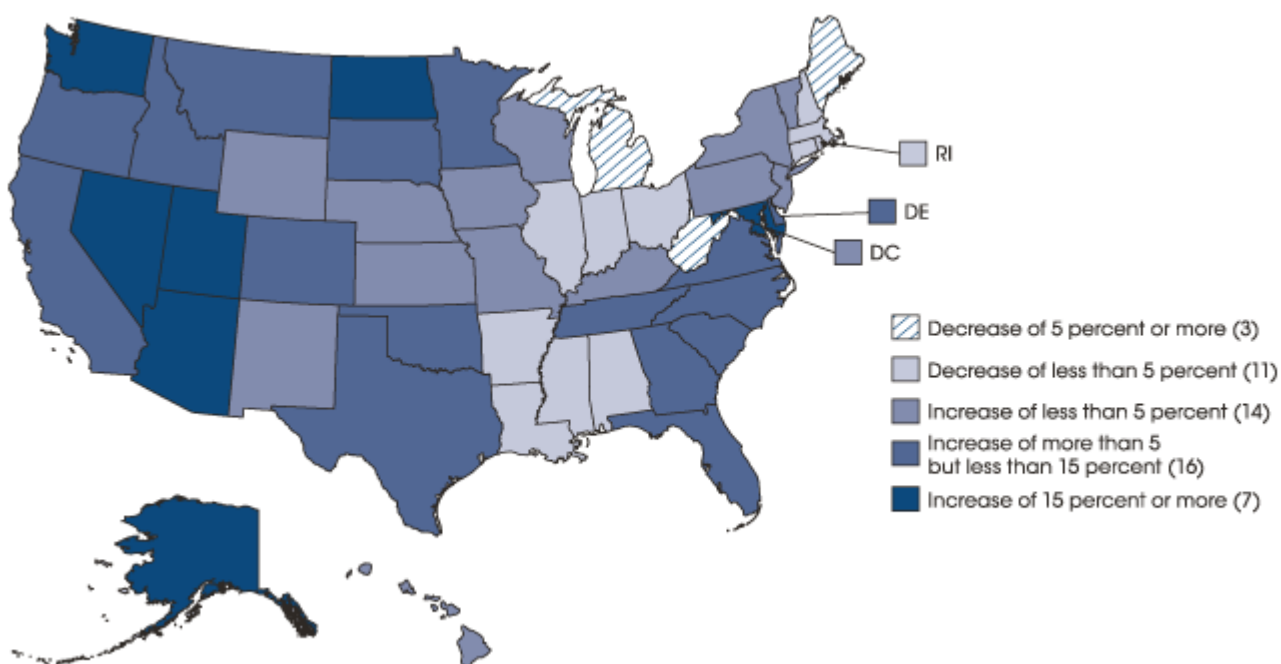 RI
DE
DC
Decrease of 5 percent or more (3)
Decrease of less than 5 percent (11)
Increase of less than 5 percent (14)
Increase of more than 5
but less than 15 percent (16)
Increase of 15 percent or more (7)